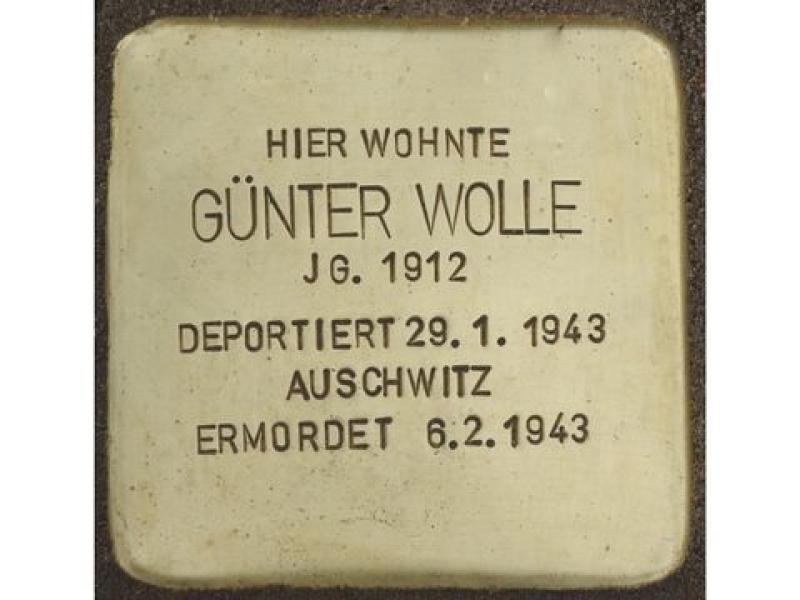 HIER WOHNTE
GÜNTER WOLLE
JG. 1912
DEPORTIERT 29.1.1943
AUSCHWITZ
ERMORDET 6.2.1943